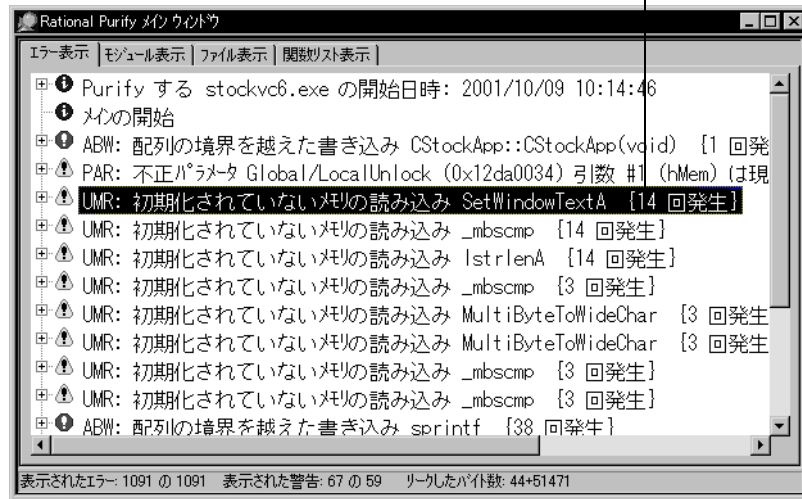 Rational Purify メイン ウィンドウ
エラー表示 モジュール表示 ファイル表示 関数リスト表示
Purify する stockvc6.exe の開始日時: 2001/10/09 10:14:46
メインの開始
ABW: 配列の境界を越えた書き込み CStockApp::CStockApp(void) {1 回発
PAR: 不正パラメータ Global/LocalUnlock (0x12da0034) 引数 #1 (hMem) は現
UMR: 初期化されていないメモリの読み込み SetWindowTextA {14 回発生}
UMR: 初期化されていないメモリの読み込み _mbscmp {14 回発生}
UMR: 初期化されていないメモリの読み込み lstrlenA {14 回発生}
UMR: 初期化されていないメモリの読み込み _mbscmp {3 回発生}
UMR: 初期化されていないメモリの読み込み MultiByteToWideChar {3 回発生
UMR: 初期化されていないメモリの読み込み MultiByteToWideChar {3 回発生
UMR: 初期化されていないメモリの読み込み _mbscmp {3 回発生}
UMR: 初期化されていないメモリの読み込み _mbscmp {3 回発生}
ABW: 配列の境界を越えた書き込み sprintf {38 回発生}
表示されたエラー: 1091 の 1091 表示された警告: 67 の 59 リークしたバイト数: 44+51471